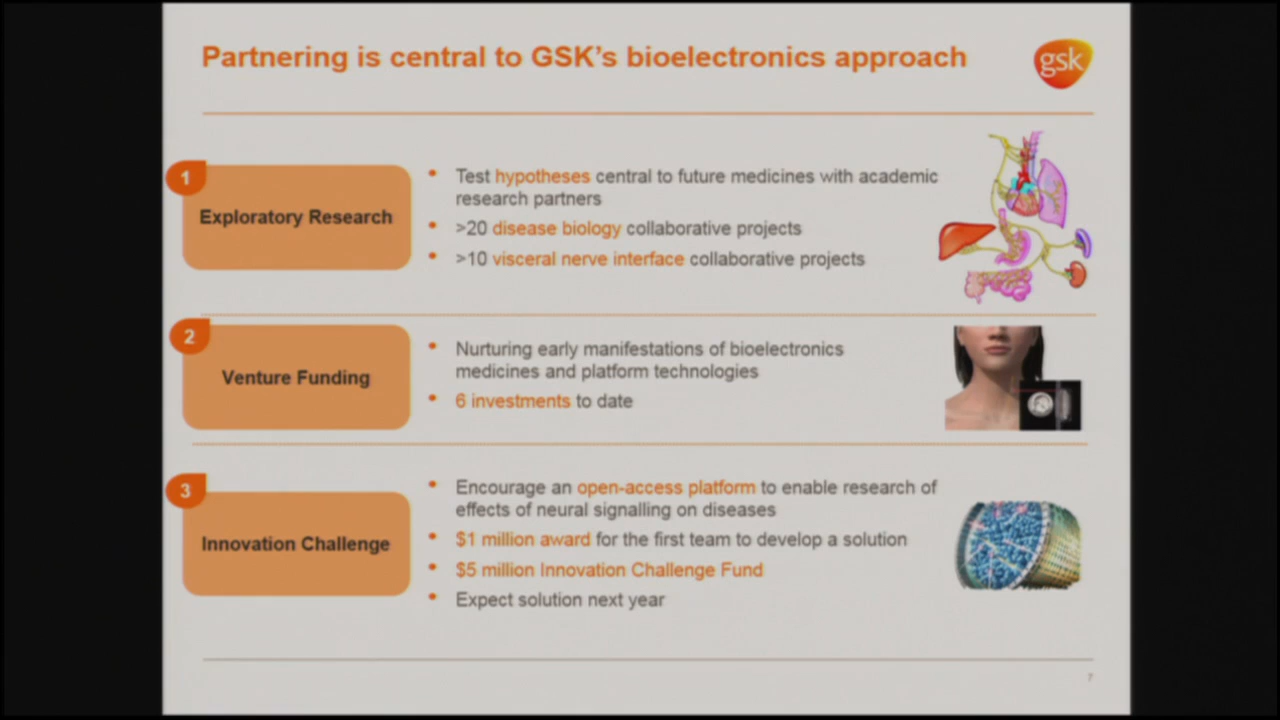 Partnering is central to GSK's bioelectronics approach
gsk
1
Exploratory Research
• Test hypotheses central to future medicines with academic
research partners
• >20 disease biology collaborative projects
• >10 visceral nerve interface collaborative projects
2
Venture Funding
• Nurturing early manifestations of bioelectronics
medicines and platform technologies
• 6 investments to date
3
Innovation Challenge
• Encourage an open-access platform to enable research of
effects of neural signalling on diseases
• $1 million award for the first team to develop a solution
• $5 million Innovation Challenge Fund
• Expect solution next year
7